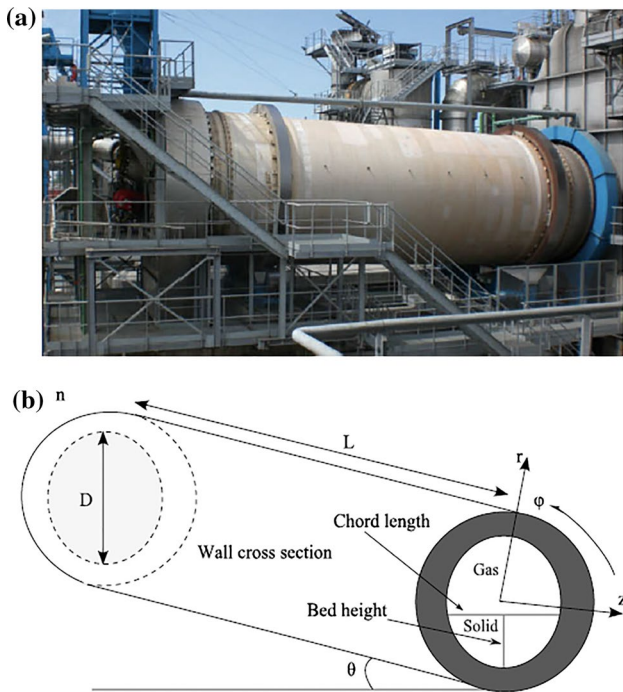 (a)
(b)
n
L
r
D
φ
Chord length
Gas
Wall cross section
z
Bed height
Solid
θ